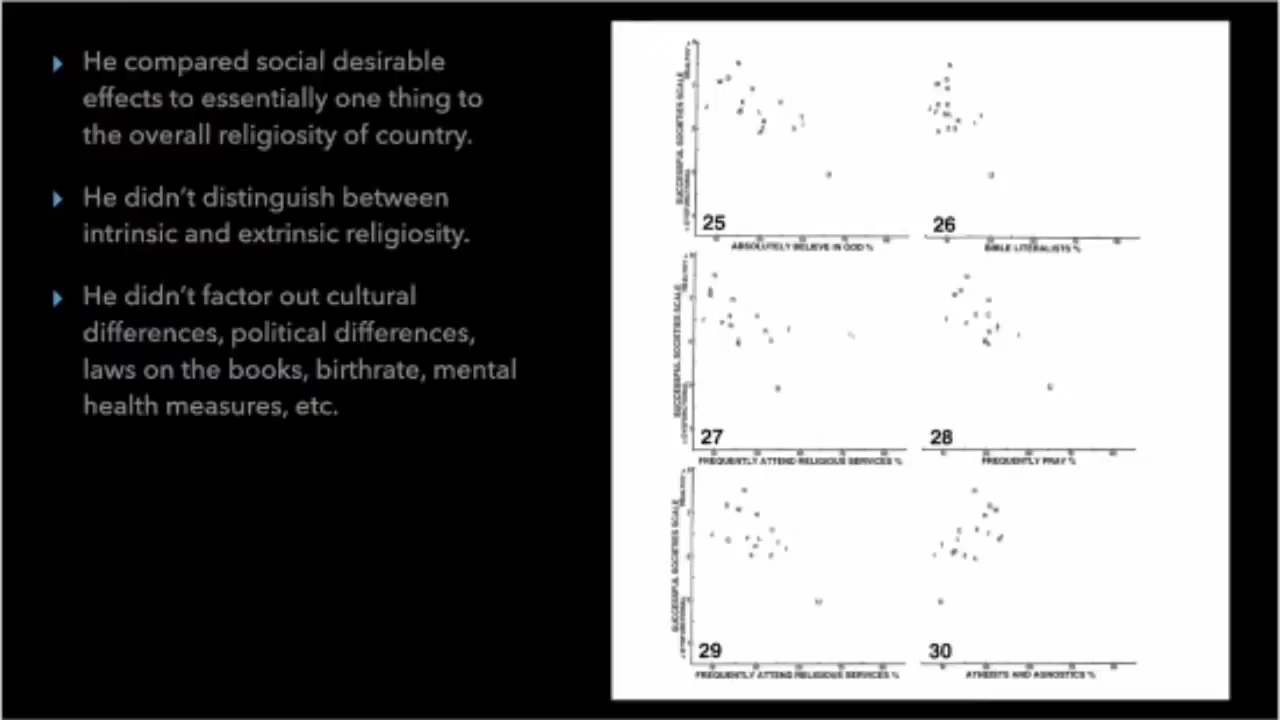 He compared social desirable
effects to essentially one thing to
the overall religiosity of country.
He didn't distinguish between
intrinsic and extrinsic religiosity.
He didn't factor out cultural
differences, political differences,
laws on the books, birthrate, mental
health measures, etc.
SUCCESSFUL SOCIETIES SCALE
25
ABSOLUTELY BELIEVE IN GOD %
26
BIBLE LITERALISTS %
SUCCESSFUL SOCIETIES SCALE
27
FREQUENTLY ATTEND RELIGIOUS SERVICES %
28
FREQUENTLY PRAY %
SUCCESSFUL SOCIETIES SCALE
29
FREQUENTLY ATTEND RELIGIOUS SERVICES %
30
ATHEISTS AND AGNOSTICS %